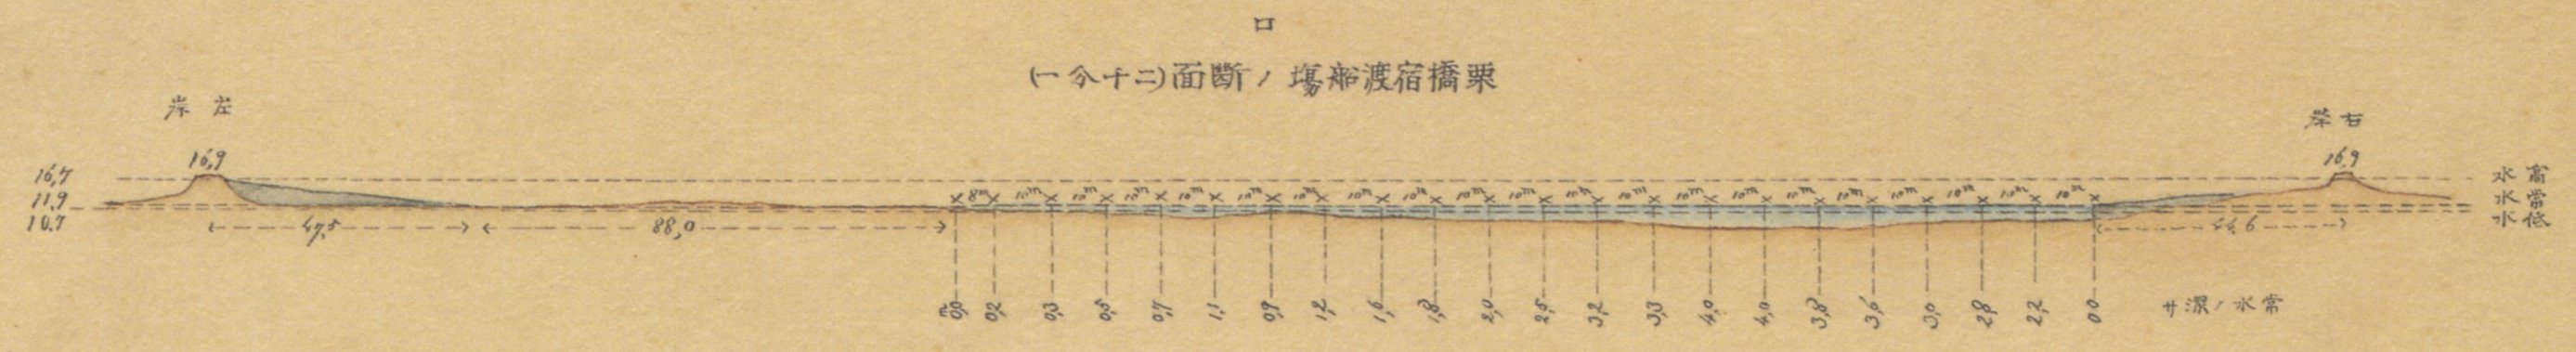 ロ
栗橋宿渡船場ノ断面(二千分一)
左岸
右岸
16,9
16,9
16,7
11,9
10.7
高水
常水
低水
8m 10m 10m 10m 10m 10m 10m 10m 10m 10m 10m 10m 10m 10m 10m 10m 10m 10m 10m 10m 10m
47,5
88,0
0,0 0,2 0,3 0,5 0,7 1,1 0,9 1,2 1,6 1,8 2,0 2,5 3,2 3,3 4,0 4,0 3,8 3,6 3,0 2,8 2,2 0,0
常水ノ深サ